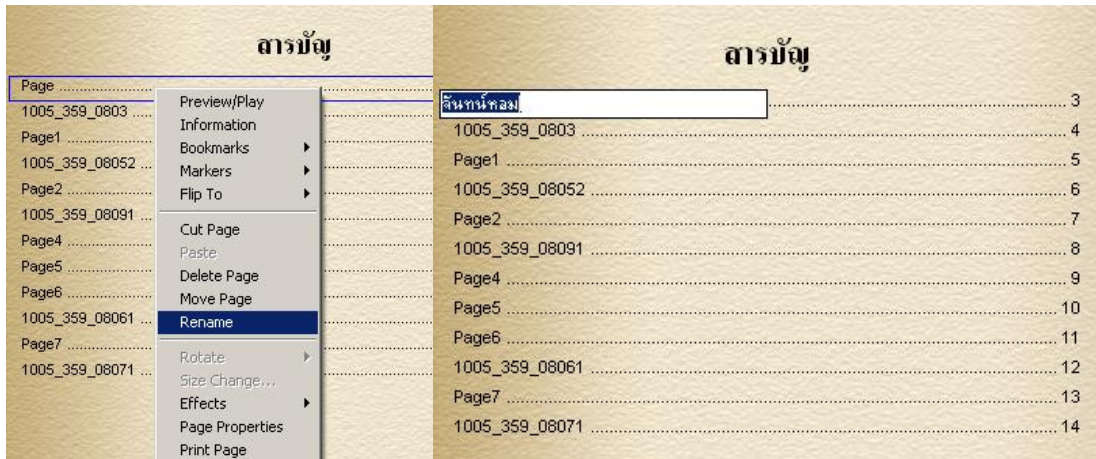 สารบัญ
Page
1005_359_0803
Page1
1005_359_08052
Page2
1005_359_08091
Page4
Page5
Page6
1005_359_08061
Page7
1005_359_08071
Preview/Play
Information
Bookmarks
Markers
Flip To
Cut Page
Paste
Delete Page
Move Page
Rename
Rotate
Size Change...
Effects
Page Properties
Print Page
สารบัญ
จันทน์หอม 3
1005_359_0803 4
Page1 5
1005_359_08052 6
Page2 7
1005_359_08091 8
Page4 9
Page5 10
Page6 11
1005_359_08061 12
Page7 13
1005_359_08071 14